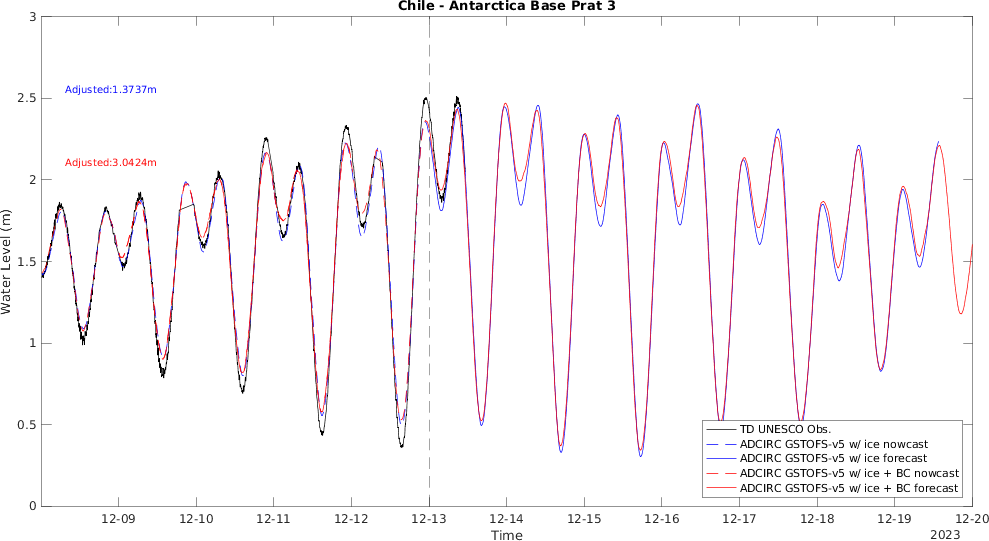 Chile - Antarctica Base Prat 3
3
2.5
2
1.5
1
0.5
0
Water Level (m)
Adjusted:1.3737m
Adjusted:3.0424m
TD UNESCO Obs.
ADCIRC GSTOFS-v5 w/ ice nowcast
ADCIRC GSTOFS-v5 w/ ice forecast
ADCIRC GSTOFS-v5 w/ ice + BC nowcast
ADCIRC GSTOFS-v5 w/ ice + BC forecast
12-09 12-10 12-11 12-12 12-13 12-14 12-15 12-16 12-17 12-18 12-19 12-20
Time
2023